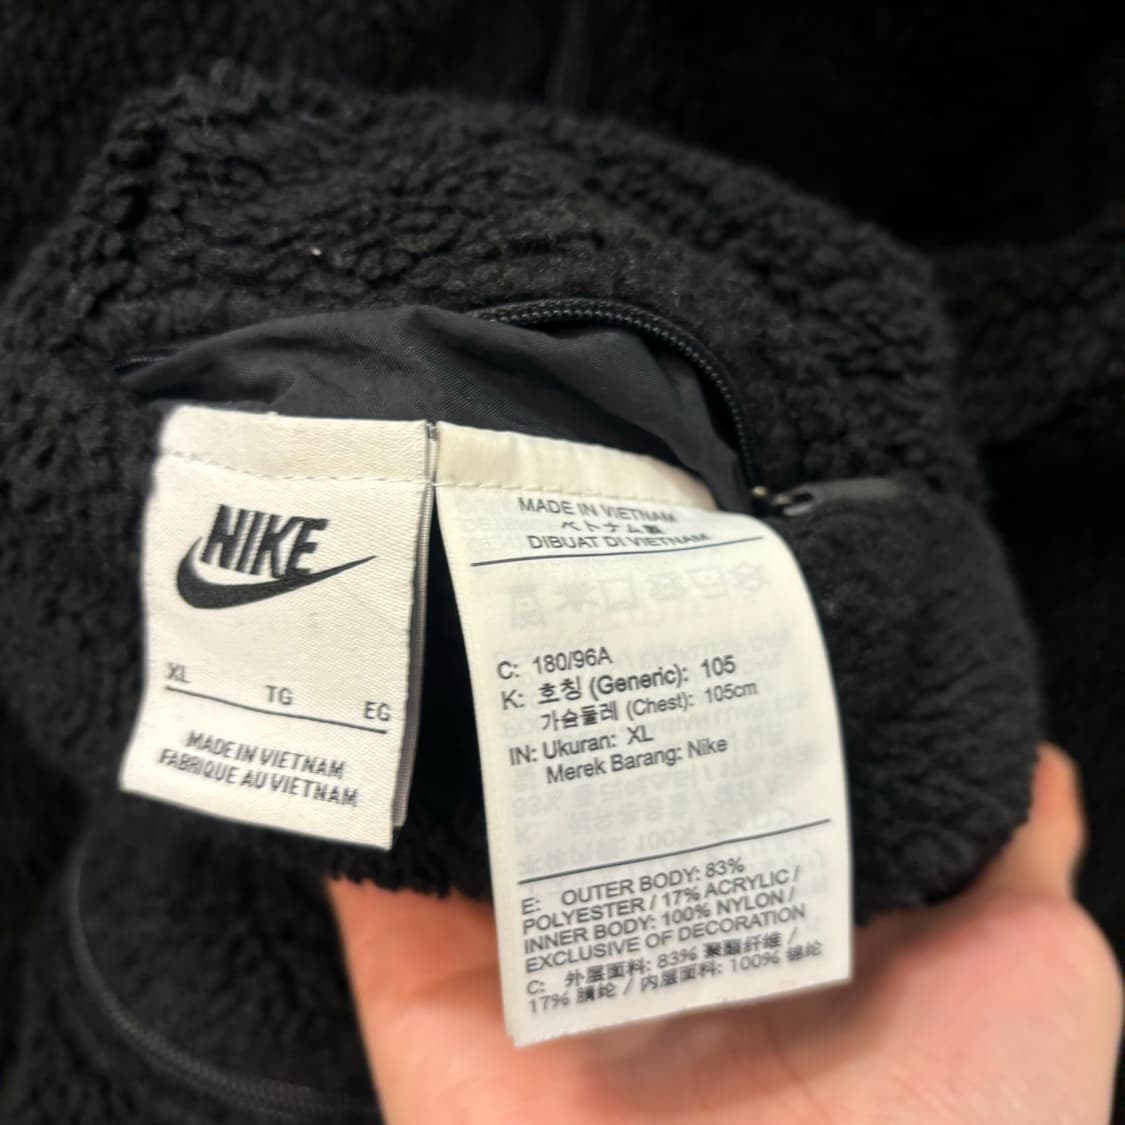 NIKE
XL
TG
EG
MADE IN VIETNAM
FABRIQUE AU VIETNAM
MADE IN VIETNAM
ベトナム製
DIBUAT DI VIETNAM
C: 180/96A
K: 호칭 (Generic): 105
가슴둘레 (Chest): 105cm
IN: Ukuran: XL
Merek Barang: Nike
E: OUTER BODY: 83%
POLYESTER / 17% ACRYLIC /
INNER BODY: 100% NYLON /
EXCLUSIVE OF DECORATION
C: 外层面料: 83% 聚酯纤维 /
17% 腈纶 / 内层面料: 100% 锦纶